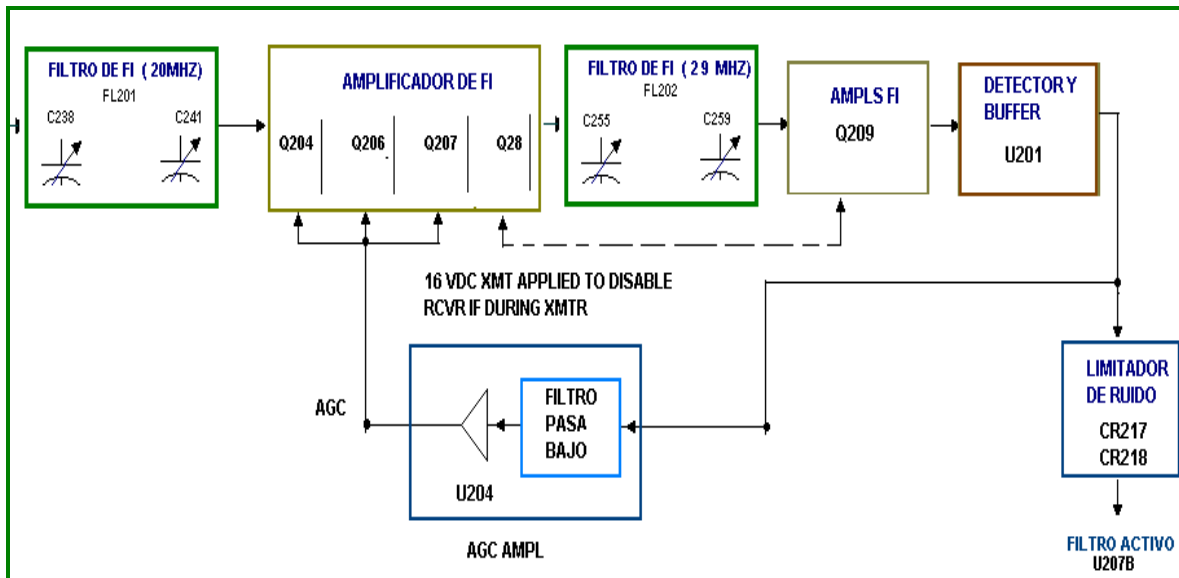 FILTRO DE FI ( 20MHZ)
FL201
C238
C241
AMPLIFICADOR DE FI
Q204
Q206
Q207
Q28
FILTRO DE FI ( 29 MHZ)
FL202
C255
C259
AMPLS FI
Q209
DETECTOR Y
BUFFER
U201
16 VDC XMT APPLIED TO DISABLE
RCVR IF DURING XMTR
AGC
FILTRO
PASA
BAJO
U204
AGC AMPL
LIMITADOR
DE RUIDO
CR217
CR218
FILTRO ACTIVO
U207B